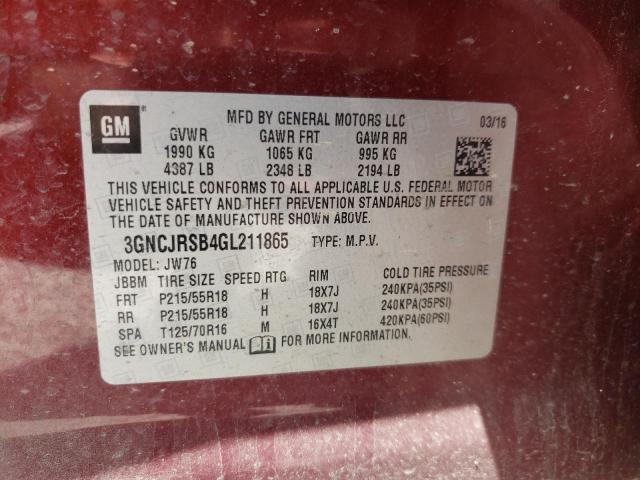 GM
MFD BY GENERAL MOTORS LLC 03/16
GVWR GAWR FRT GAWR RR
1990 KG 1065 KG 995 KG
4387 LB 2348 LB 2194 LB
THIS VEHICLE CONFORMS TO ALL APPLICABLE U.S. FEDERAL MOTOR
VEHICLE SAFETY AND THEFT PREVENTION STANDARDS IN EFFECT ON
THE DATE OF MANUFACTURE SHOWN ABOVE.
3GNCJRSB4GL211865 TYPE: M.P.V.
MODEL: JW76
JBBM TIRE SIZE SPEED RTG RIM COLD TIRE PRESSURE
FRT P215/55R18 H 18X7J 240KPA(35PSI)
RR P215/55R18 H 18X7J 240KPA(35PSI)
SPA T125/70R16 M 16X4T 420KPA(60PSI)
SEE OWNER'S MANUAL FOR MORE INFORMATION.